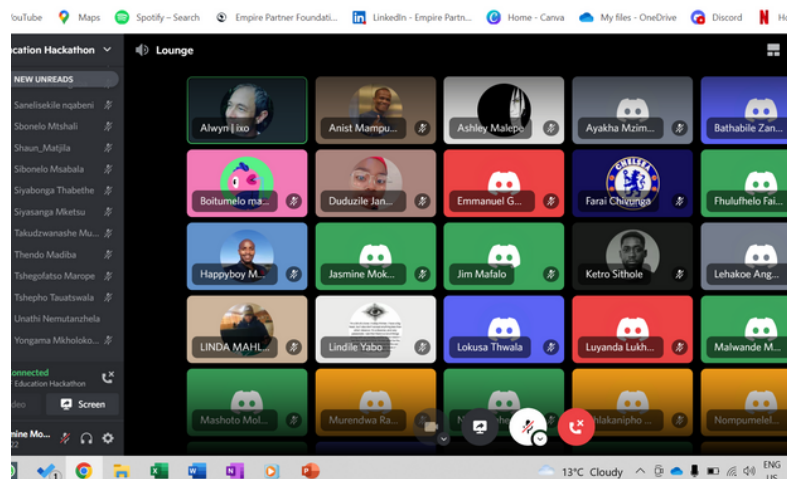 YouTube Maps Spotify – Search Empire Partner Foundati... LinkedIn - Empire Partn... Home - Canva My files - OneDrive Discord
cation Hackathon
NEW UNREADS
Sanelisekile nqabeni
Sbonelo Mtshali
Shaun_Matjila
Sibonelo Msabala
Siyabonga Thabethe
Siyasanga Mketsu
Takudzwanashe Mu...
Thendo Madiba
Tshegofatso Marope
Tshepho Tauatswala
Unathi Nemutanzhela
Yongama Mkholoko...
onnected
Education Hackathon
deo Screen
mine Mo...
Lounge
Alwyn | ixo Anist Mampu... Ashley Malepe Ayakha Mzim... Bathabile Zan...
Boitumelo ma... Duduzile Jan... Emmanuel G... CHELSEA Farai Chivunga Fhulufhelo Fai...
Happyboy M... Jasmine Mok... Jim Mafalo Ketro Sithole Lehakoe Ang...
LINDA MAHL... Lindile Yabo Lokusa Thwala Luyanda Lukh... Malwande M...
Mashoto Mol... Murendwa Ra... Nompumelel...
13°C Cloudy ENG
US